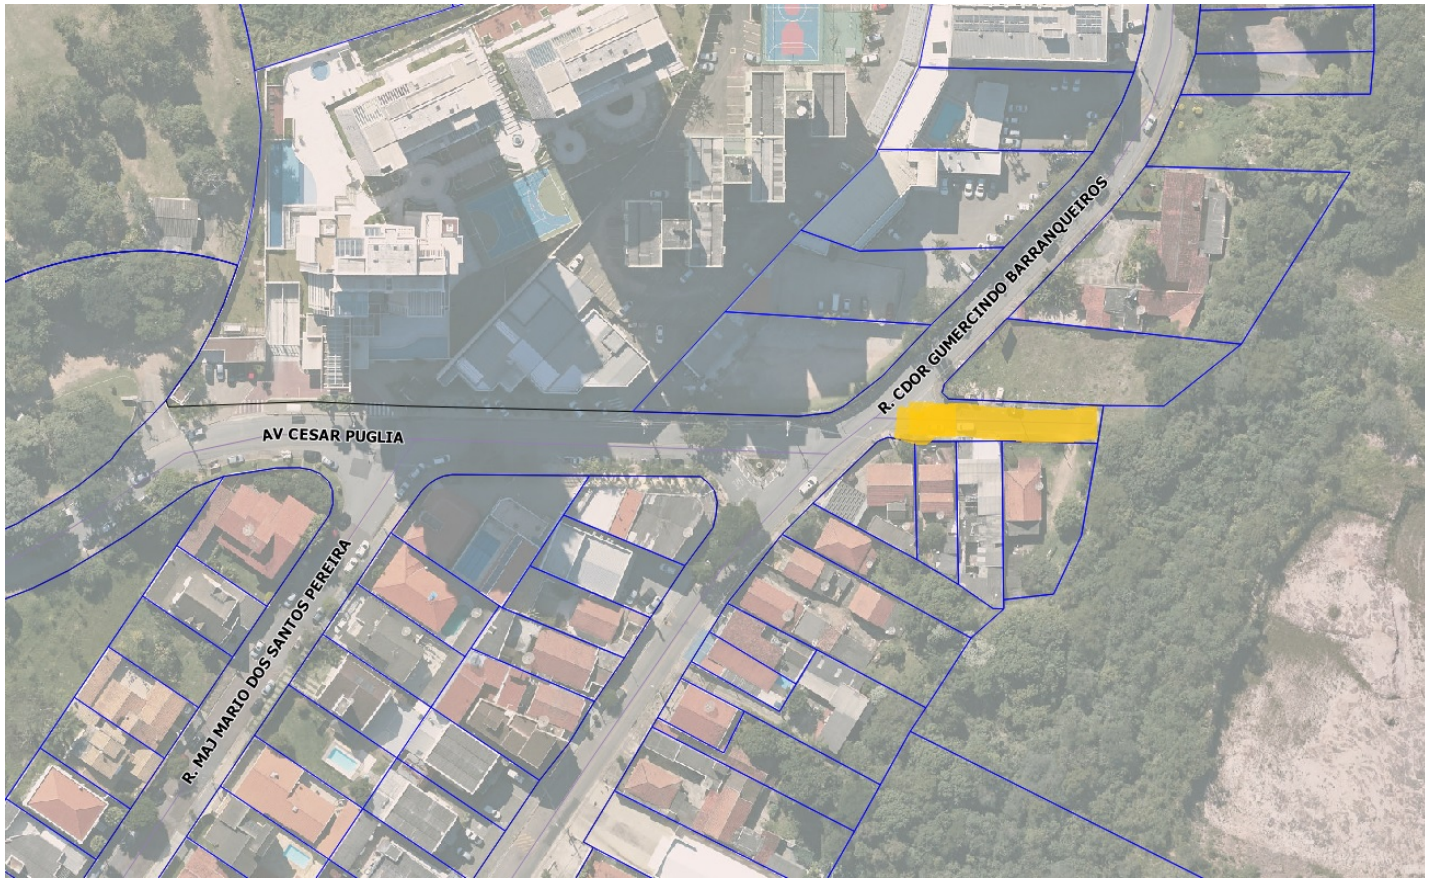 R. CDOR GUMERCINDO BARRANQUEIROS
AV CESAR PUGLIA
R. MAJ MARIO DOS SANTOS PEREIRA